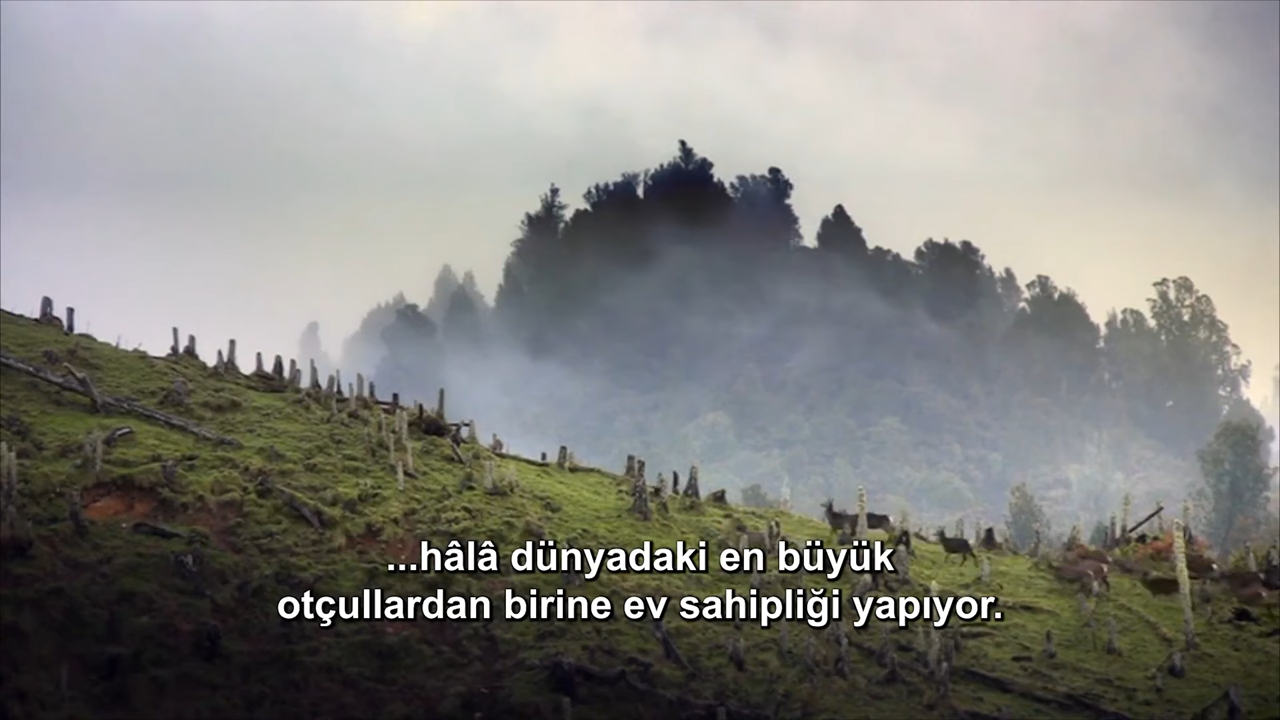 ...hâlâ dünyadaki en büyük
otçullardan birine ev sahipliği yapıyor.